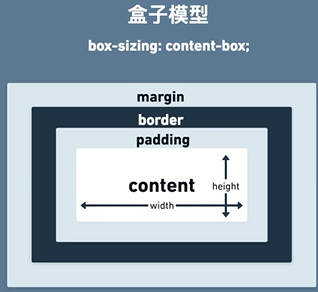 盒子模型
box-sizing: content-box;
margin
border
padding
content
height
width